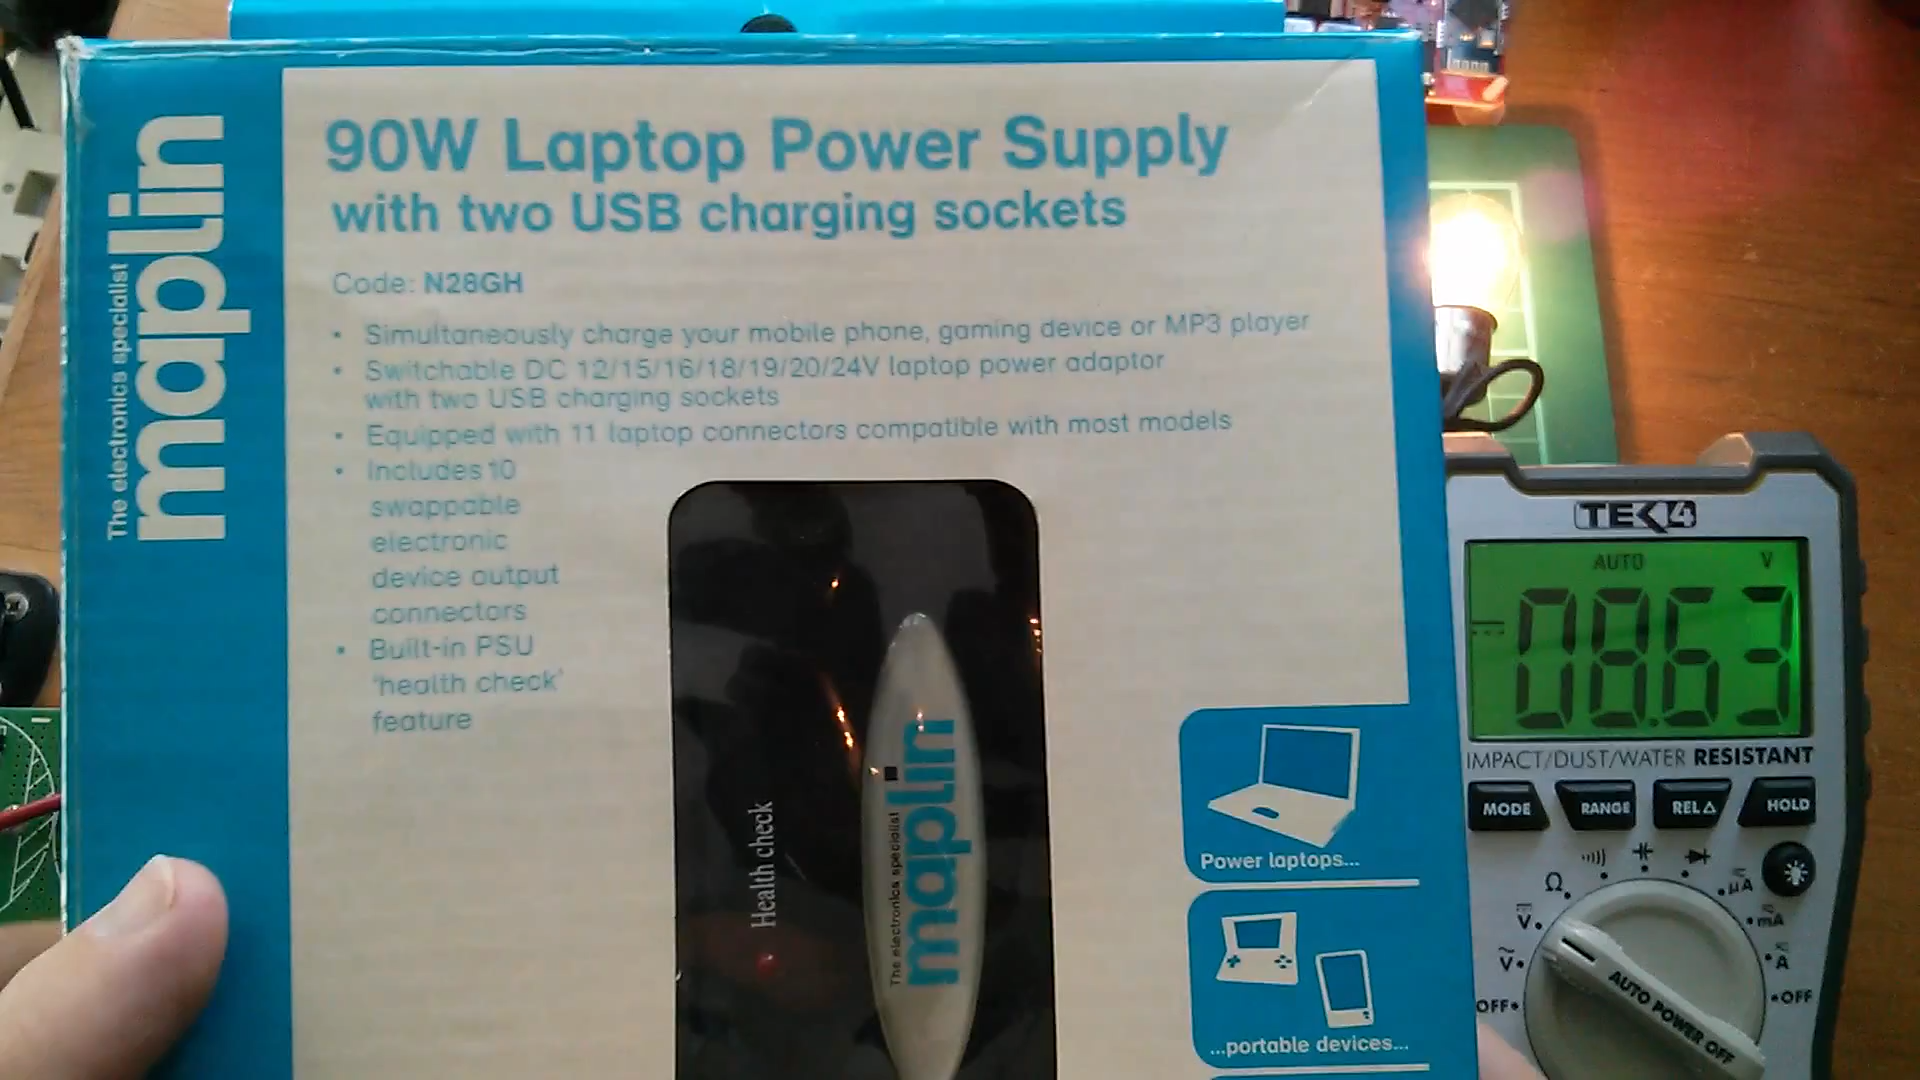 The electronics specialist
maplin
90W Laptop Power Supply
with two USB charging sockets
Code: N28GH
• Simultaneously charge your mobile phone, gaming device or MP3 player
• Switchable DC 12/15/16/18/19/20/24V laptop power adaptor
with two USB charging sockets
• Equipped with 11 laptop connectors compatible with most models
• Includes 10
swappable
electronic
device output
connectors
• Built-in PSU
'health check'
feature
Health check
The electronics specialist
maplin
Power laptops...
...portable devices...
TEK4
AUTO V
08.63
IMPACT/DUST/WATER RESISTANT
MODE RANGE REL△ HOLD
Ω
µA
V
mA
V
A
OFF
OFF
AUTO POWER OFF